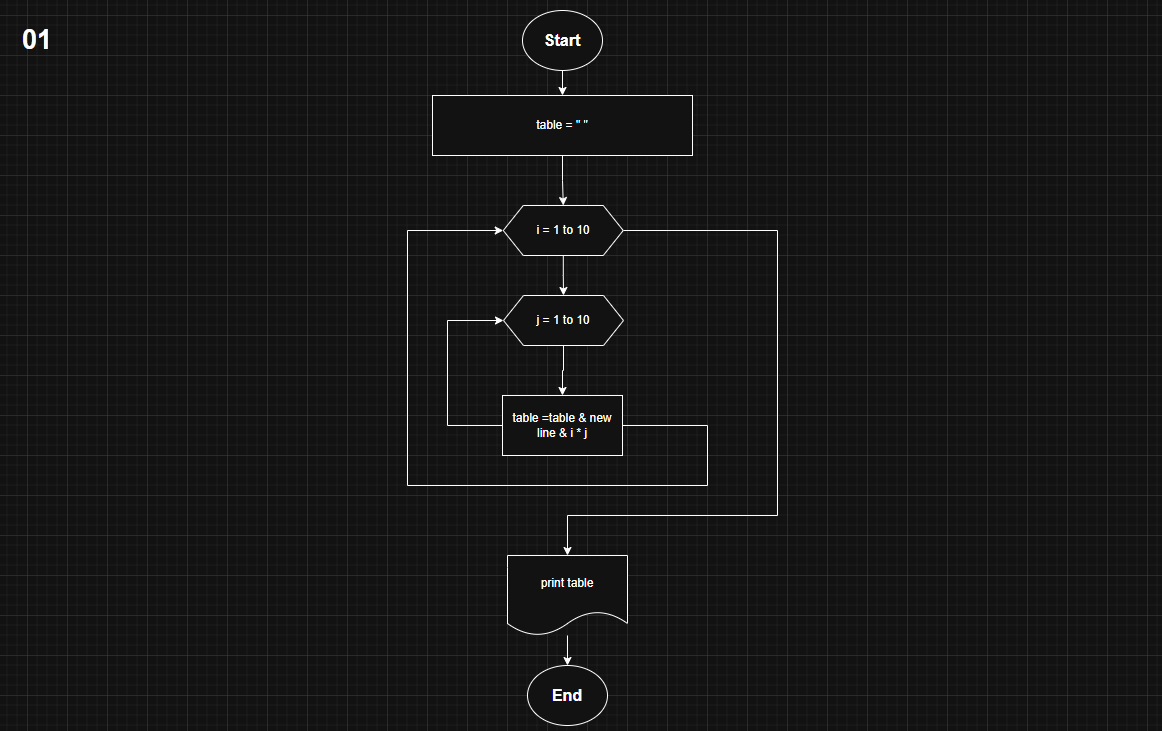 01
Start
table = " "
i = 1 to 10
j = 1 to 10
table =table & new
line & i * j
print table
End